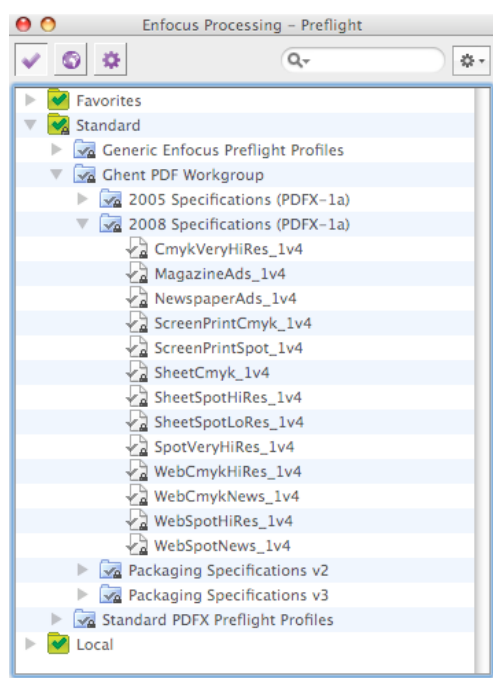 Enfocus Processing – Preflight
Favorites
Standard
Generic Enfocus Preflight Profiles
Ghent PDF Workgroup
2005 Specifications (PDFX-1a)
2008 Specifications (PDFX-1a)
CmykVeryHiRes_1v4
MagazineAds_1v4
NewspaperAds_1v4
ScreenPrintCmyk_1v4
ScreenPrintSpot_1v4
SheetCmyk_1v4
SheetSpotHiRes_1v4
SheetSpotLoRes_1v4
SpotVeryHiRes_1v4
WebCmykHiRes_1v4
WebCmykNews_1v4
WebSpotHiRes_1v4
WebSpotNews_1v4
Packaging Specifications v2
Packaging Specifications v3
Standard PDFX Preflight Profiles
Local